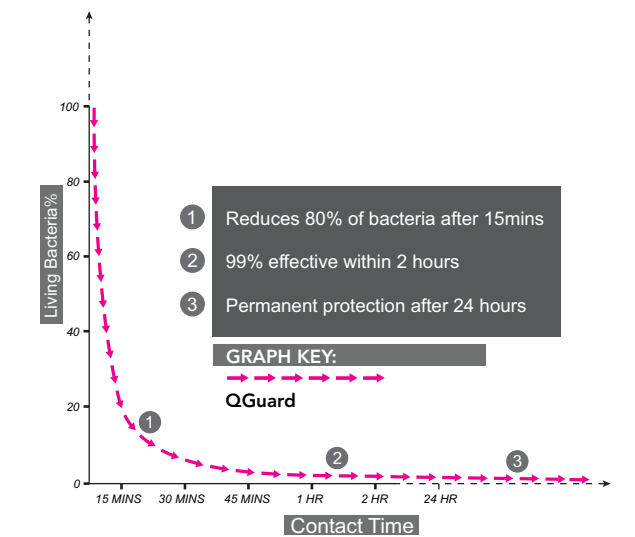 100
80
60
40
20
0
Living Bacteria%
1 Reduces 80% of bacteria after 15mins
2 99% effective within 2 hours
3 Permanent protection after 24 hours
GRAPH KEY:
QGuard
1
2
3
15 MINS 30 MINS 45 MINS 1 HR 2 HR 24 HR
Contact Time